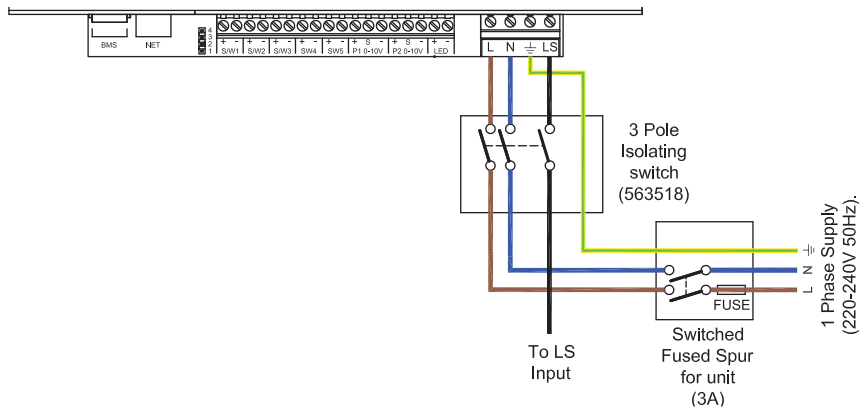 BMS NET
4
3
2
1
+ - + - + - + - + - + S - + S - + -
S/W1 S/W2 S/W3 SW4 SW5 P1 0-10V P2 0-10V LED
L N ⏚ LS
3 Pole
Isolating
switch
(563518)
⏚
N
L
FUSE
1 Phase Supply
(220-240V 50Hz).
To LS
Input
Switched
Fused Spur
for unit
(3A)